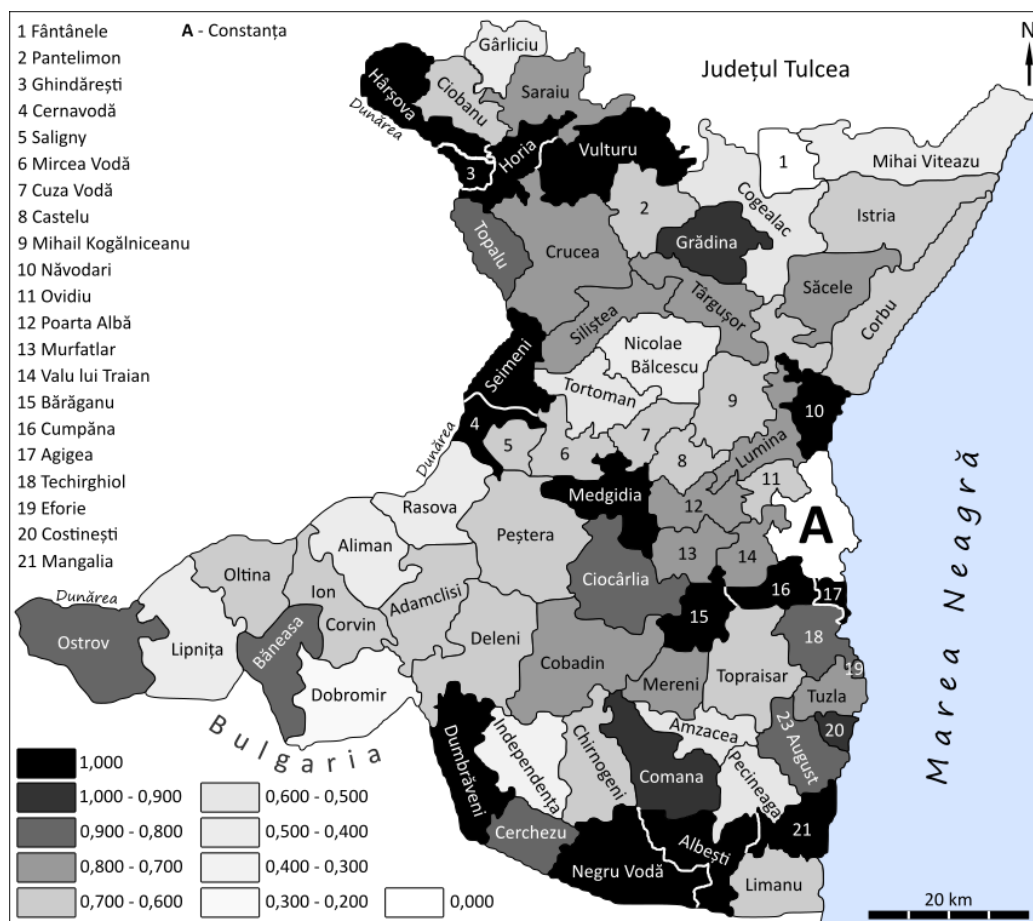 1 Fântânele
2 Pantelimon
3 Ghindărești
4 Cernavodă
5 Saligny
6 Mircea Vodă
7 Cuza Vodă
8 Castelu
9 Mihail Kogălniceanu
10 Năvodari
11 Ovidiu
12 Poarta Albă
13 Murfatlar
14 Valu lui Traian
15 Bărăganu
16 Cumpăna
17 Agigea
18 Techirghiol
19 Eforie
20 Costinești
21 Mangalia
A - Constanța
N
Județul Tulcea
Gârliciu
Hârșova
Ciobanu
Saraiu
Dunărea
3
Horia
Vulturu
1
Mihai Viteazu
2
Cogealac
Istria
Topalu
Crucea
Grădina
Săcele
Corbu
Siliștea
Târgușor
Seimeni
Nicolae
Bălcescu
Tortoman
9
10
4
5
6
7
8
Lumina
Dunărea
Medgidia
12
11
A
Rasova
Peștera
13
14
Aliman
Ciocârlia
15
16
17
Oltina
Ion
Corvin
Adamclisi
Deleni
Cobadin
Dunărea
Ostrov
Lipnița
Băneasa
Dobromir
Mereni
Topraisar
18
19
Tuzla
20
23 August
Bulgaria
Dumbrăveni
Independența
Chirnogeni
Amzacea
Comana
Pecineaga
Cerchezu
Negru Vodă
Albești
21
Limanu
Marea Neagră
1,000
1,000 - 0,900
0,900 - 0,800
0,800 - 0,700
0,700 - 0,600
0,600 - 0,500
0,500 - 0,400
0,400 - 0,300
0,300 - 0,200
0,000
20 km